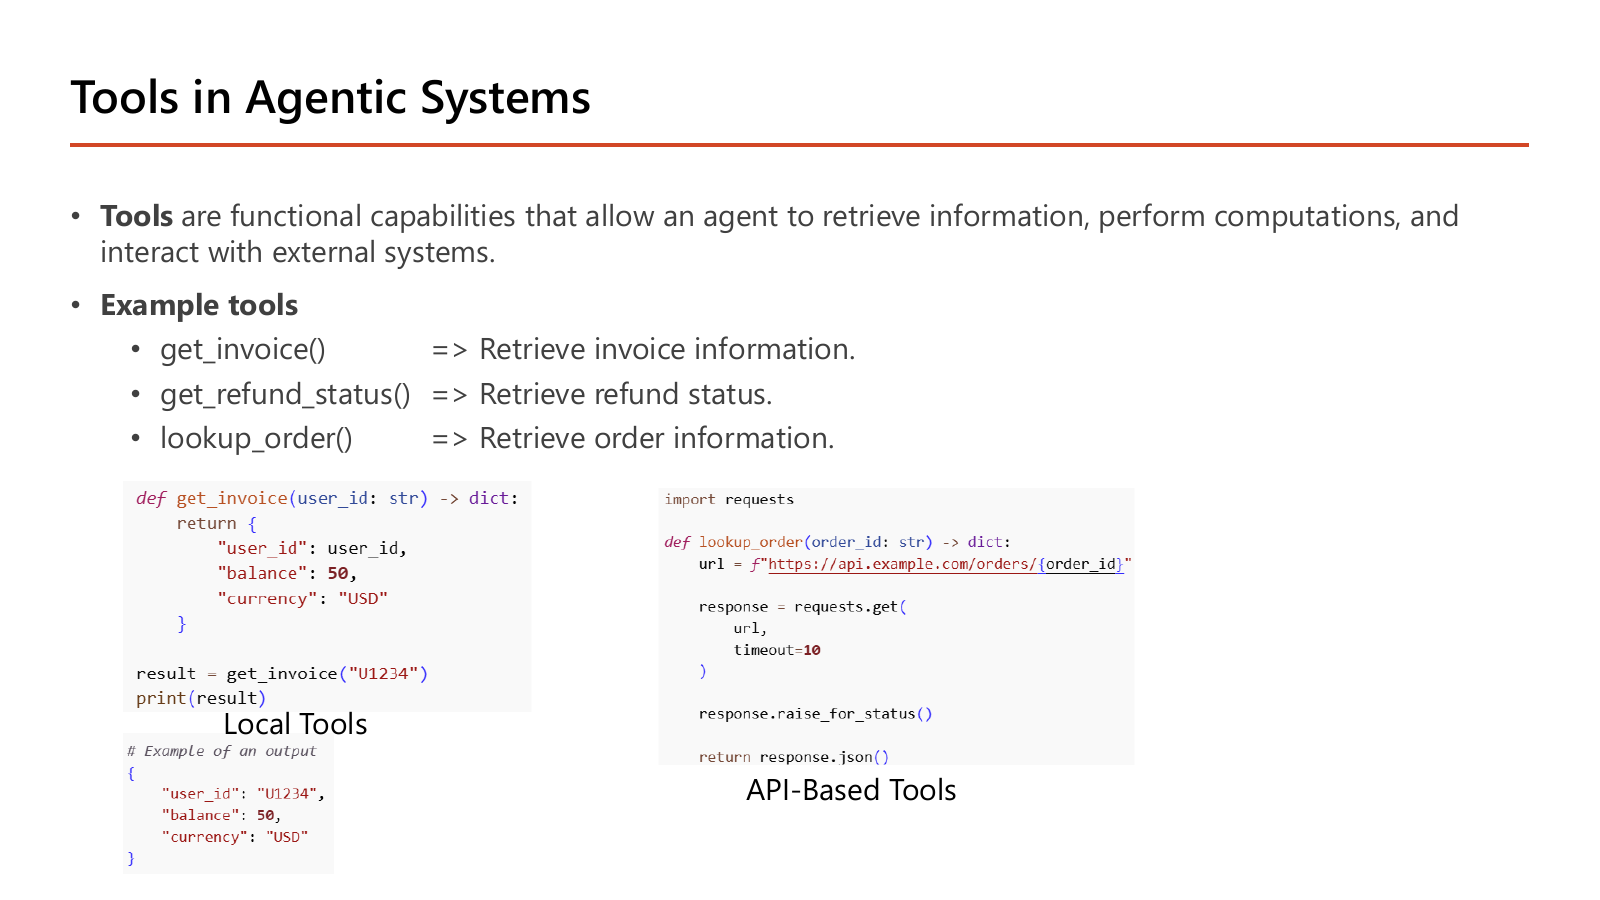 Tools in Agentic Systems
• Tools are functional capabilities that allow an agent to retrieve information, perform computations, and
interact with external systems.
• Example tools
• get_invoice() => Retrieve invoice information.
• get_refund_status() => Retrieve refund status.
• lookup_order() => Retrieve order information.
def get_invoice(user_id: str) -> dict:
    return {
        "user_id": user_id,
        "balance": 50,
        "currency": "USD"
    }
result = get_invoice("U1234")
print(result)
Local Tools
# Example of an output
{
    "user_id": "U1234",
    "balance": 50,
    "currency": "USD"
}
import requests
def lookup_order(order_id: str) -> dict:
    url = f"https://api.example.com/orders/{order_id}"
    response = requests.get(
        url,
        timeout=10
    )
    response.raise_for_status()
    return response.json()
API-Based Tools